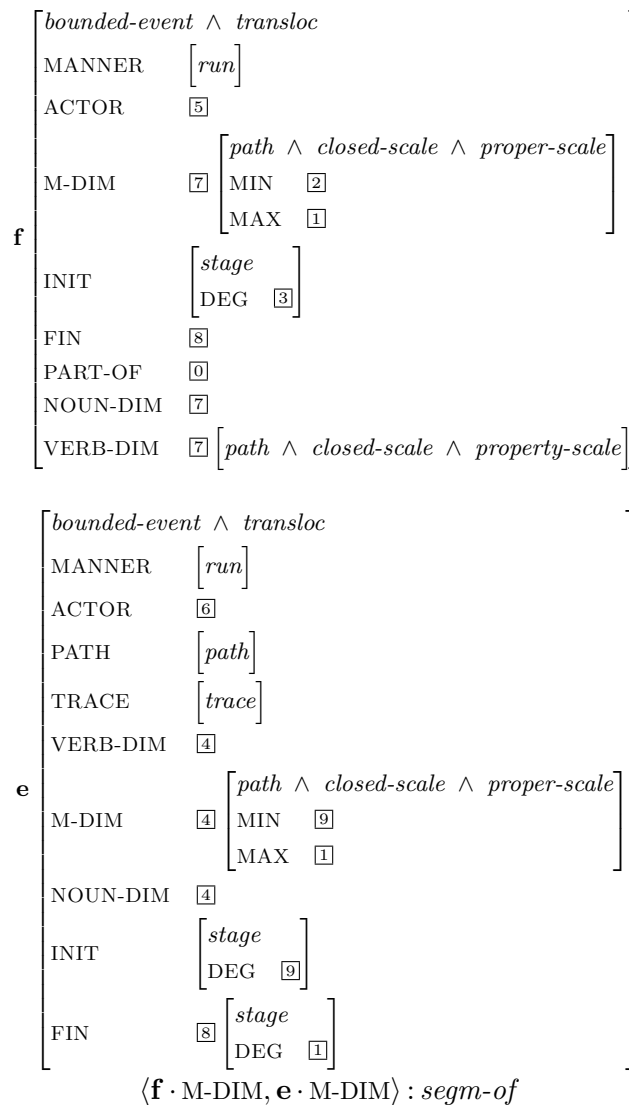 bounded-event ∧ transloc
MANNER [run]
ACTOR 5
path ∧ closed-scale ∧ proper-scale
M-DIM 7 MIN 2
MAX 1
f
stage
INIT DEG 3
FIN 8
PART-OF 0
NOUN-DIM 7
VERB-DIM 7 [path ∧ closed-scale ∧ property-scale]
bounded-event ∧ transloc
MANNER [run]
ACTOR 6
PATH [path]
TRACE [trace]
VERB-DIM 4
e
path ∧ closed-scale ∧ proper-scale
M-DIM 4 MIN 9
MAX 1
NOUN-DIM 4
stage
INIT DEG 9
stage
FIN 8 DEG 1
⟨f · M-DIM, e · M-DIM⟩ : segm-of